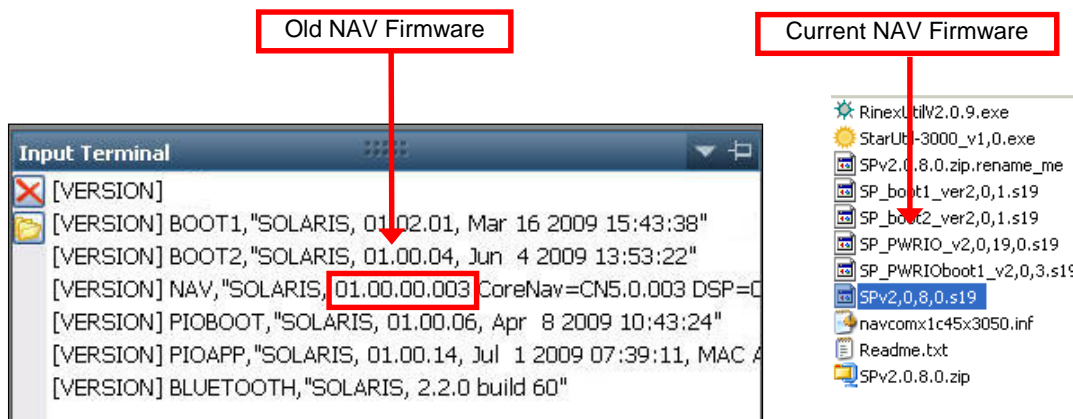 Old NAV Firmware
Current NAV Firmware
Input Terminal
[VERSION]
[VERSION] BOOT1,"SOLARIS, 01.02.01, Mar 16 2009 15:43:38"
[VERSION] BOOT2,"SOLARIS, 01.00.04, Jun 4 2009 13:53:22"
[VERSION] NAV,"SOLARIS, 01.00.00.003 CoreNav=CN5.0.003 DSP=
[VERSION] PIOBOOT,"SOLARIS, 01.00.06, Apr 8 2009 10:43:24"
[VERSION] PIOAPP,"SOLARIS, 01.00.14, Jul 1 2009 07:39:11, MAC
[VERSION] BLUETOOTH,"SOLARIS, 2.2.0 build 60"
RinexUtilV2.0.9.exe
StarUtil-3000_v1,0.exe
SPv2.0.8.0.zip.rename_me
SP_boot1_ver2,0,1.s19
SP_boot2_ver2,0,1.s19
SP_PWRIO_v2,0,19,0.s19
SP_PWRIOboot1_v2,0,3.s19
SPv2,0,8,0.s19
navcomx1c45x3050.inf
Readme.txt
SPv2.0.8.0.zip